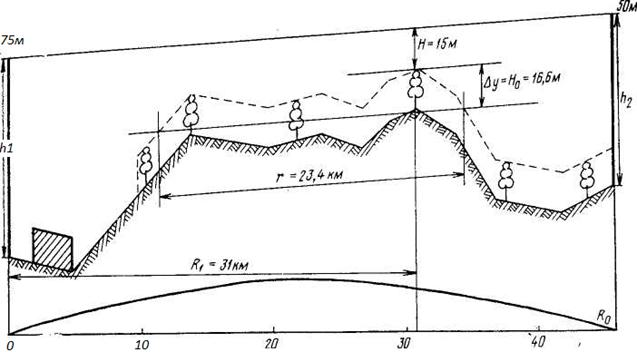 50м
75м
H = 15м
Δy = H₀ = 16,6м
h1
h₂
r = 23,4 км
R₁ = 31км
R₀
0 10 20 30 40